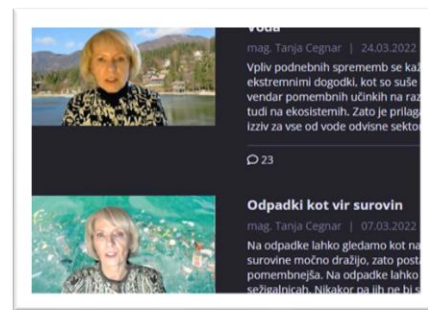 Voda
mag. Tanja Cegnar | 24.03.2022
Vpliv podnebnih sprememb se kaž
ekstremnimi dogodki, kot so suše
vendar pomembnih učinkih na raz
tudi na ekosistemih. Zato je prilaga
izziv za vse od vode odvisne sektor
23
Odpadki kot vir surovin
mag. Tanja Cegnar | 07.03.2022
Na odpadke lahko gledamo kot na
surovine močno dražijo, zato posta
pomembnejša. Na odpadke lahko
sežigalnicah. Nikakor pa jih ne bi s